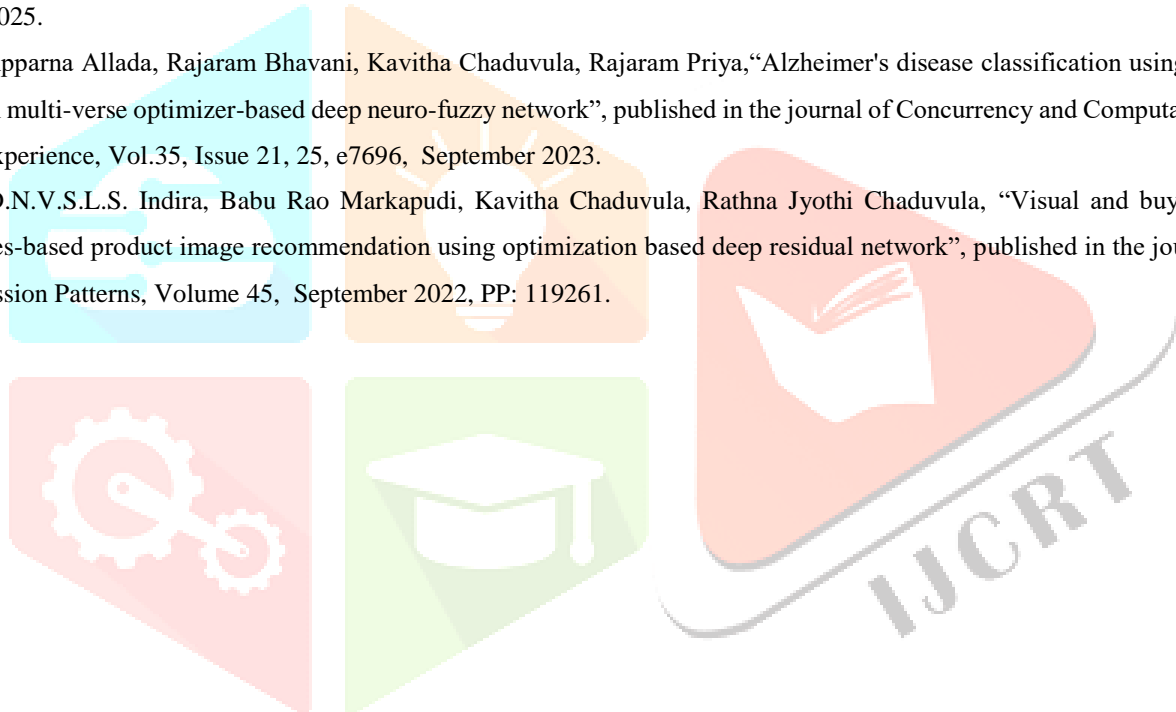 025.
pparna Allada, Rajaram Bhavani, Kavitha Chaduvula, Rajaram Priya,“Alzheimer's disease classification using
multi-verse optimizer-based deep neuro-fuzzy network”, published in the journal of Concurrency and Computa
xperience, Vol.35, Issue 21, 25, e7696, September 2023.
.N.V.S.L.S. Indira, Babu Rao Markapudi, Kavitha Chaduvula, Rathna Jyothi Chaduvula, “Visual and buy
es-based product image recommendation using optimization based deep residual network”, published in the jou
ssion Patterns, Volume 45, September 2022, PP: 119261.
IJCRT